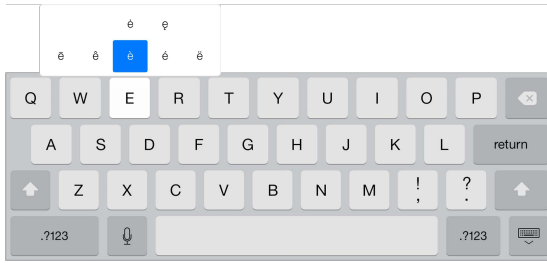 ė ę
ē ê è é ë
Q W E R T Y U I O P
A S D F G H J K L return
Z X C V B N M ! , ? .
.?123 .?123